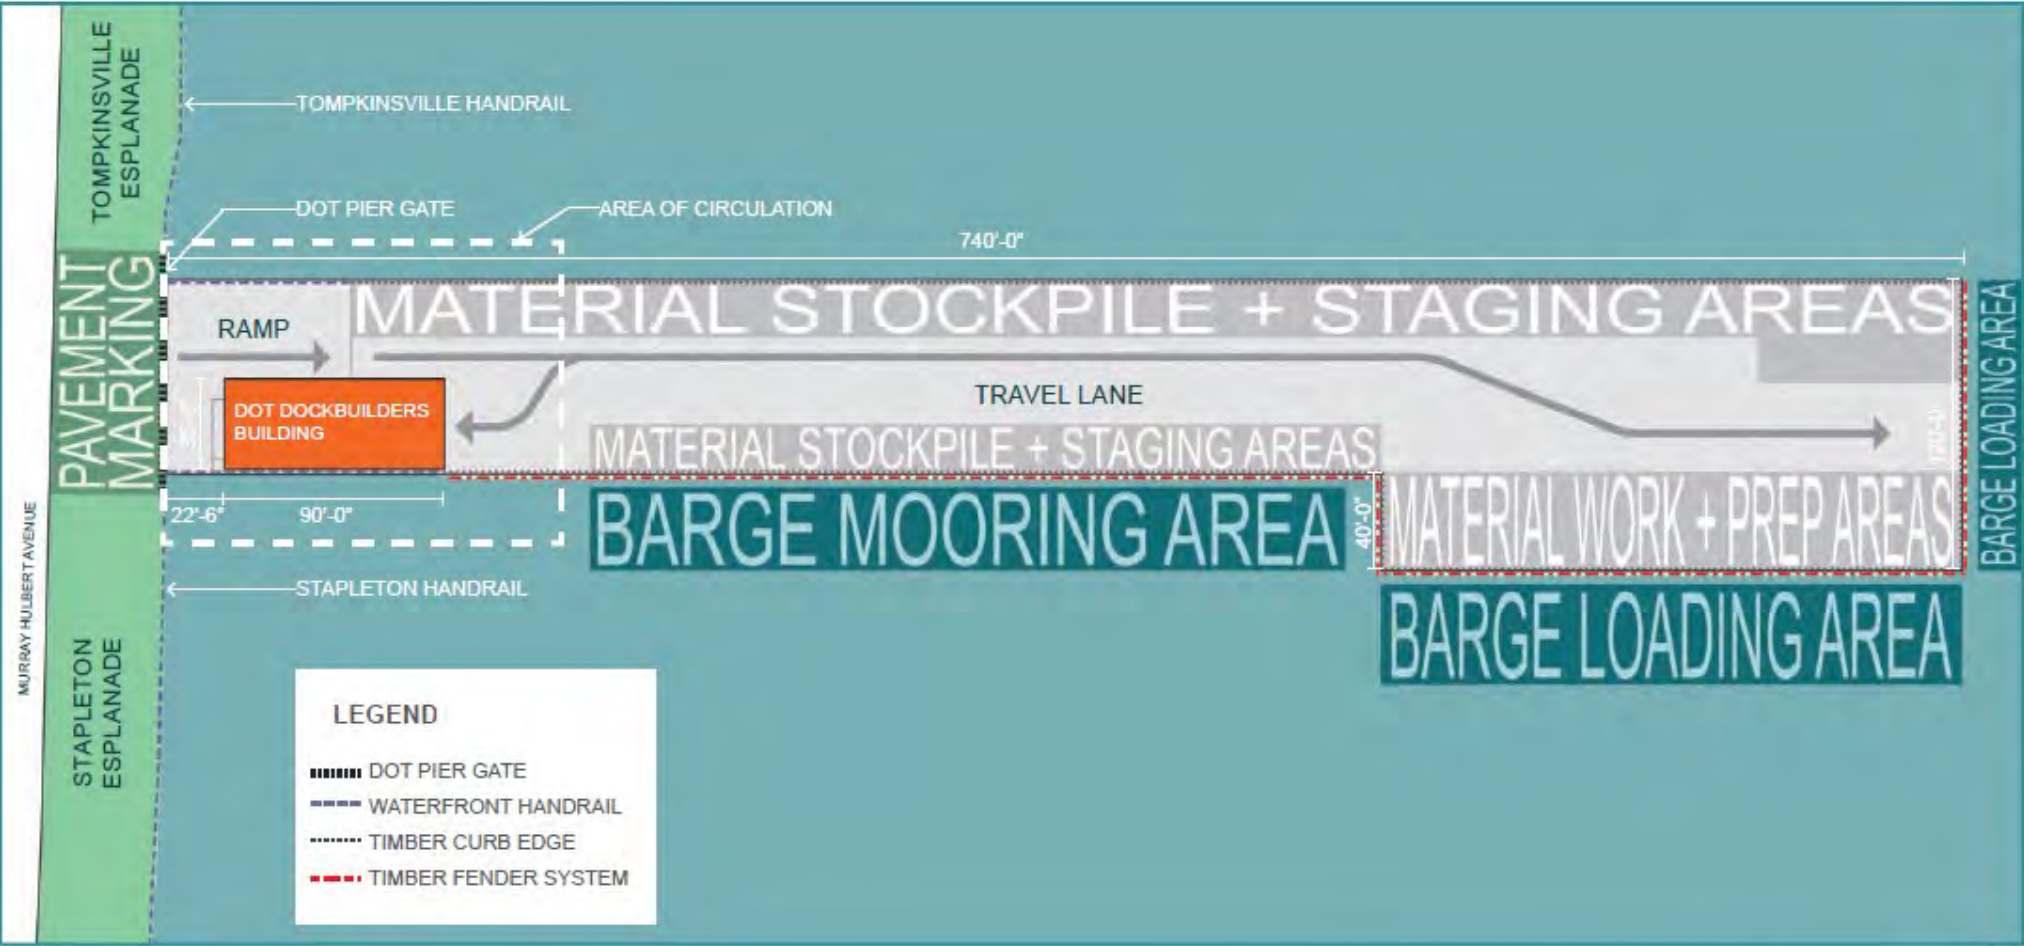 TOMPKINSVILLE
ESPLANADE
TOMPKINSVILLE HANDRAIL
DOT PIER GATE
AREA OF CIRCULATION
740'-0"
PAVEMENT
MARKING
RAMP
MATERIAL STOCKPILE + STAGING AREAS
TRAVEL LANE
DOT DOCKBUILDERS
BUILDING
MATERIAL STOCKPILE + STAGING AREAS
22'-6"
90'-0"
BARGE MOORING AREA
40'-0"
MATERIAL WORK + PREP AREAS
BARGE LOADING AREA
BARGE LOADING AREA
STAPLETON HANDRAIL
MURRAY HULBERT AVENUE
STAPLETON
ESPLANADE
LEGEND
DOT PIER GATE
WATERFRONT HANDRAIL
TIMBER CURB EDGE
TIMBER FENDER SYSTEM